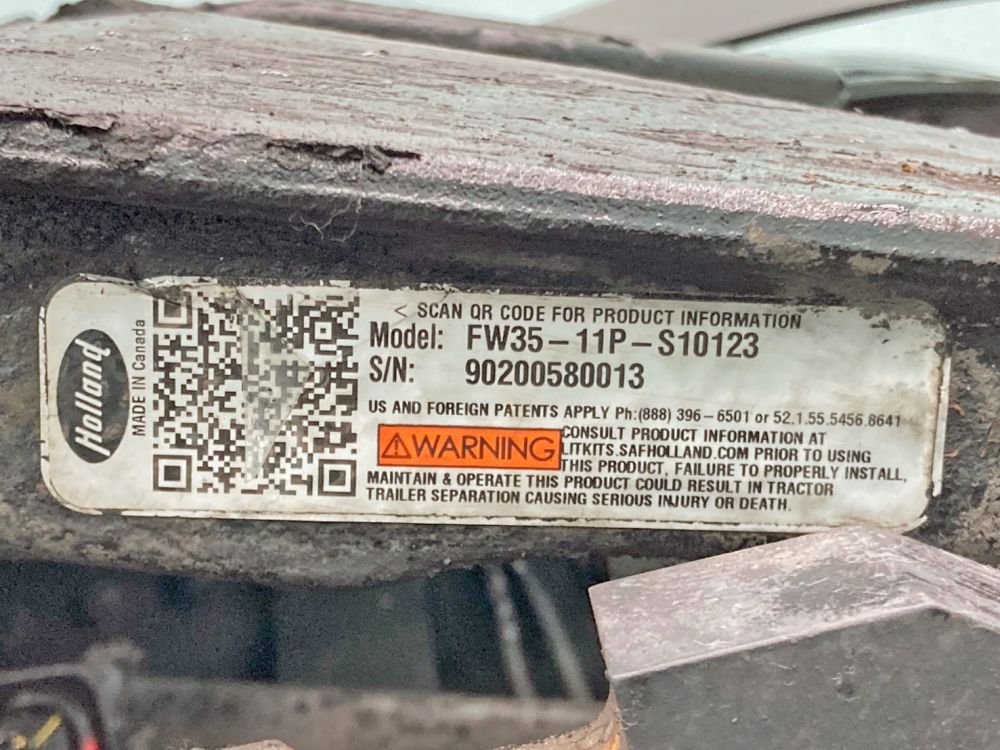 Holland
MADE IN Canada
< SCAN QR CODE FOR PRODUCT INFORMATION
Model: FW35-11P-S10123
S/N: 90200580013
US AND FOREIGN PATENTS APPLY Ph:(888) 396-6501 or 52.1.55.5456.8641
WARNING
CONSULT PRODUCT INFORMATION AT
LITKITS.SAFHOLLAND.COM PRIOR TO USING
THIS PRODUCT, FAILURE TO PROPERLY INSTALL,
MAINTAIN & OPERATE THIS PRODUCT COULD RESULT IN TRACTOR
TRAILER SEPARATION CAUSING SERIOUS INJURY OR DEATH.